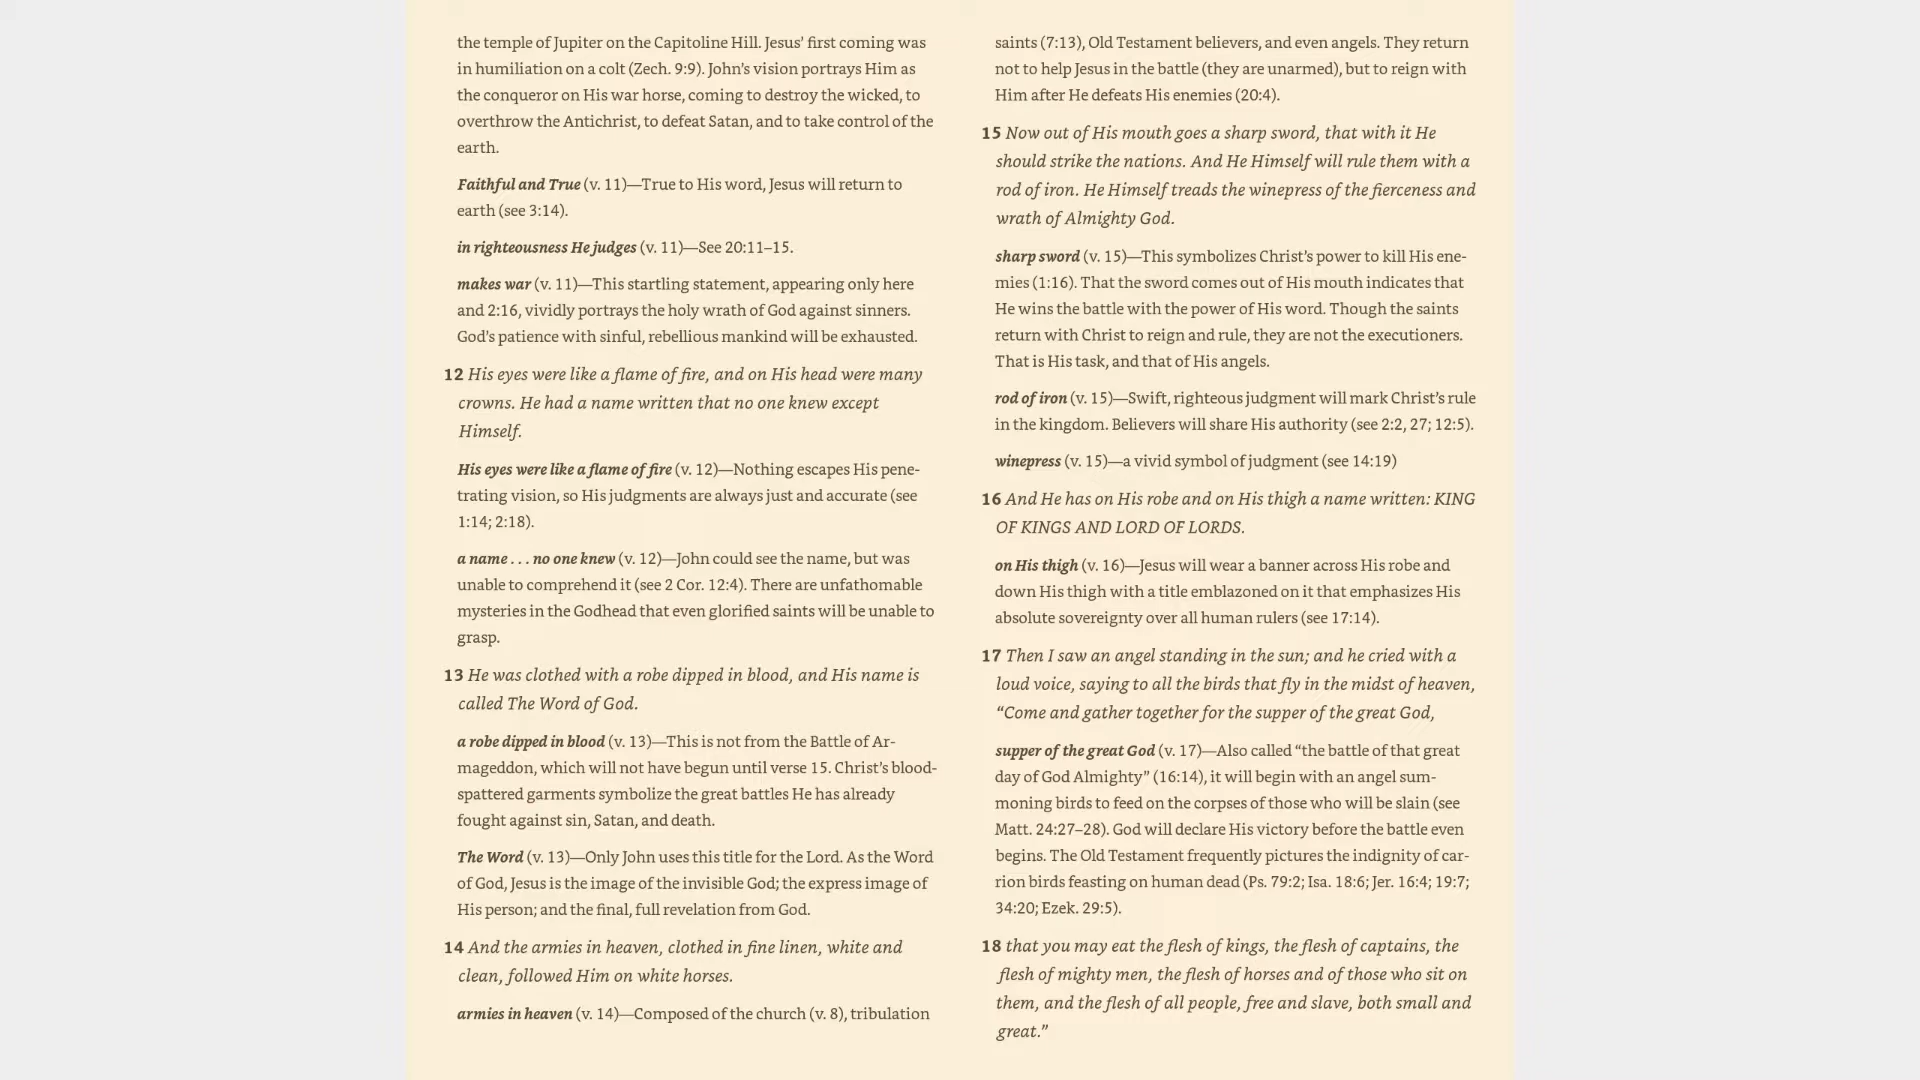 the temple of Jupiter on the Capitoline Hill. Jesus’ first coming was
in humiliation on a colt (Zech. 9:9). John’s vision portrays Him as
the conqueror on His war horse, coming to destroy the wicked, to
overthrow the Antichrist, to defeat Satan, and to take control of the
earth.
Faithful and True (v. 11)—True to His word, Jesus will return to
earth (see 3:14).
in righteousness He judges (v. 11)—See 20:11–15.
makes war (v. 11)—This startling statement, appearing only here
and 2:16, vividly portrays the holy wrath of God against sinners.
God’s patience with sinful, rebellious mankind will be exhausted.
12 His eyes were like a flame of fire, and on His head were many
crowns. He had a name written that no one knew except
Himself.
His eyes were like a flame of fire (v. 12)—Nothing escapes His pene-
trating vision, so His judgments are always just and accurate (see
1:14; 2:18).
a name . . . no one knew (v. 12)—John could see the name, but was
unable to comprehend it (see 2 Cor. 12:4). There are unfathomable
mysteries in the Godhead that even glorified saints will be unable to
grasp.
13 He was clothed with a robe dipped in blood, and His name is
called The Word of God.
a robe dipped in blood (v. 13)—This is not from the Battle of Ar-
mageddon, which will not have begun until verse 15. Christ’s blood-
spattered garments symbolize the great battles He has already
fought against sin, Satan, and death.
The Word (v. 13)—Only John uses this title for the Lord. As the Word
of God, Jesus is the image of the invisible God; the express image of
His person; and the final, full revelation from God.
14 And the armies in heaven, clothed in fine linen, white and
clean, followed Him on white horses.
armies in heaven (v. 14)—Composed of the church (v. 8), tribulation
saints (7:13), Old Testament believers, and even angels. They return
not to help Jesus in the battle (they are unarmed), but to reign with
Him after He defeats His enemies (20:4).
15 Now out of His mouth goes a sharp sword, that with it He
should strike the nations. And He Himself will rule them with a
rod of iron. He Himself treads the winepress of the fierceness and
wrath of Almighty God.
sharp sword (v. 15)—This symbolizes Christ’s power to kill His ene-
mies (1:16). That the sword comes out of His mouth indicates that
He wins the battle with the power of His word. Though the saints
return with Christ to reign and rule, they are not the executioners.
That is His task, and that of His angels.
rod of iron (v. 15)—Swift, righteous judgment will mark Christ’s rule
in the kingdom. Believers will share His authority (see 2:2, 27; 12:5).
winepress (v. 15)—a vivid symbol of judgment (see 14:19)
16 And He has on His robe and on His thigh a name written: KING
OF KINGS AND LORD OF LORDS.
on His thigh (v. 16)—Jesus will wear a banner across His robe and
down His thigh with a title emblazoned on it that emphasizes His
absolute sovereignty over all human rulers (see 17:14).
17 Then I saw an angel standing in the sun; and he cried with a
loud voice, saying to all the birds that fly in the midst of heaven,
“Come and gather together for the supper of the great God,
supper of the great God (v. 17)—Also called “the battle of that great
day of God Almighty” (16:14), it will begin with an angel sum-
moning birds to feed on the corpses of those who will be slain (see
Matt. 24:27–28). God will declare His victory before the battle even
begins. The Old Testament frequently pictures the indignity of car-
rion birds feasting on human dead (Ps. 79:2; Isa. 18:6; Jer. 16:4; 19:7;
34:20; Ezek. 29:5).
18 that you may eat the flesh of kings, the flesh of captains, the
flesh of mighty men, the flesh of horses and of those who sit on
them, and the flesh of all people, free and slave, both small and
great.”